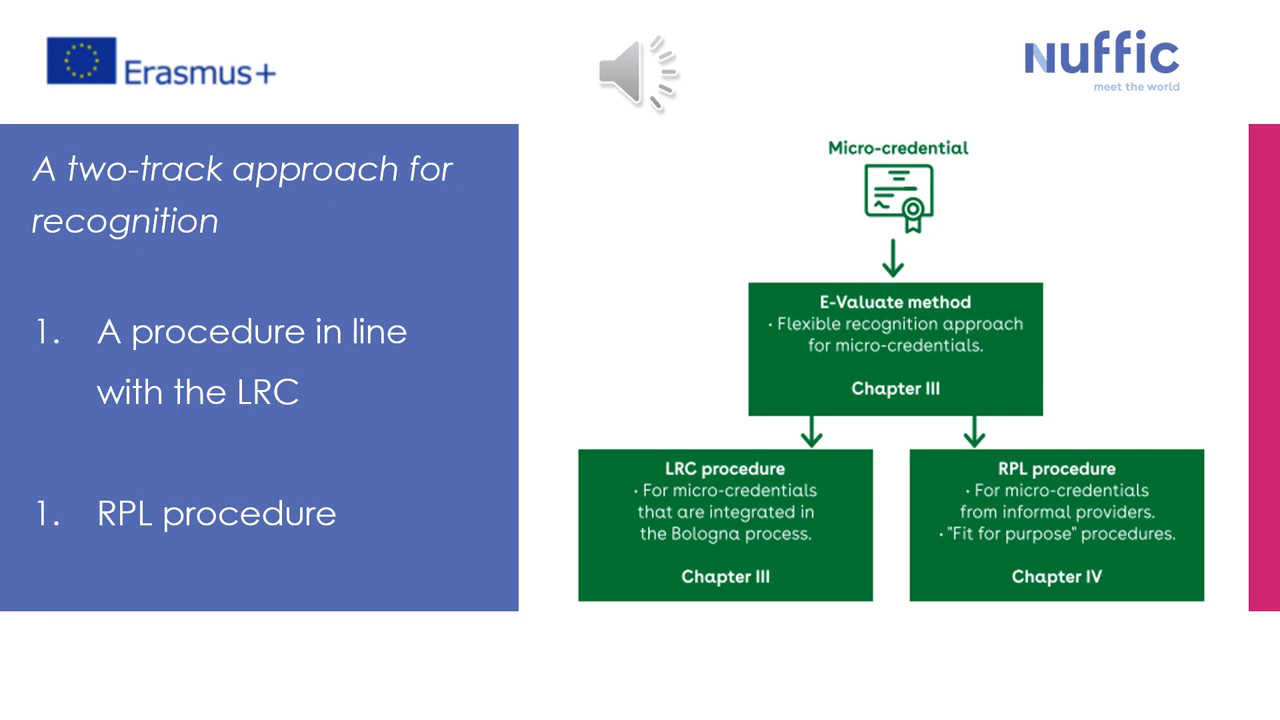 Erasmus+
Nuffic
meet the world
A two-track approach for
recognition
1. A procedure in line
with the LRC
1. RPL procedure
Micro-credential
E-Valuate method
· Flexible recognition approach
for micro-credentials.
Chapter III
LRC procedure
· For micro-credentials
that are integrated in
the Bologna process.
Chapter III
RPL procedure
· For micro-credentials
from informal providers.
· "Fit for purpose" procedures.
Chapter IV